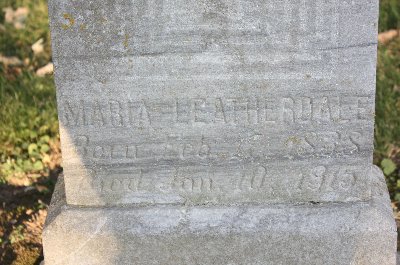 MARIA LEATHERDALE
Born Feb.
Died Jan. 10, 1915